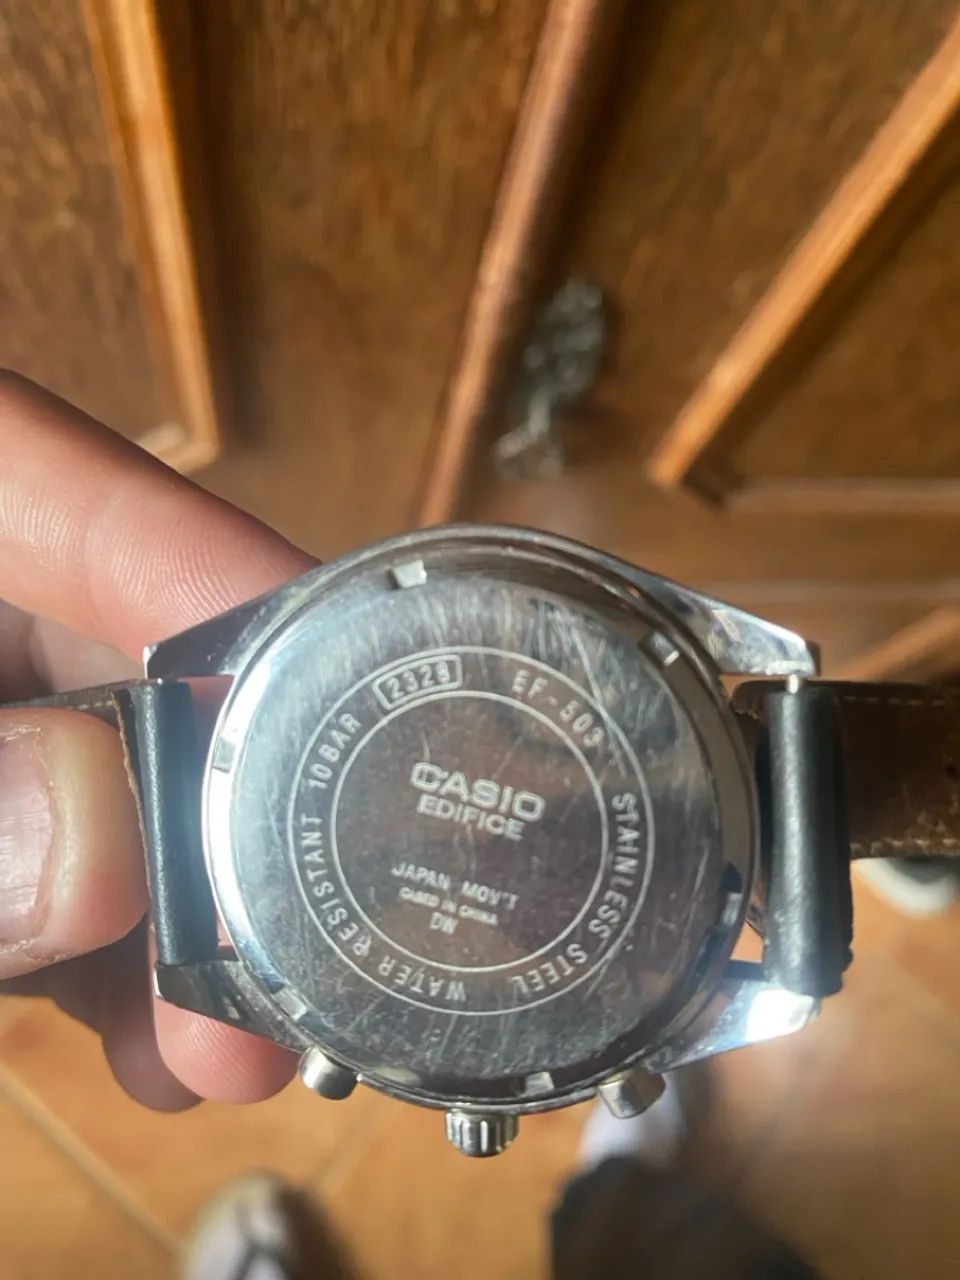 2328
EF-503
STAINLESS STEEL
WATER RESISTANT 10BAR
CASIO
EDIFICE
JAPAN MOV'T
CASED IN CHINA
DW